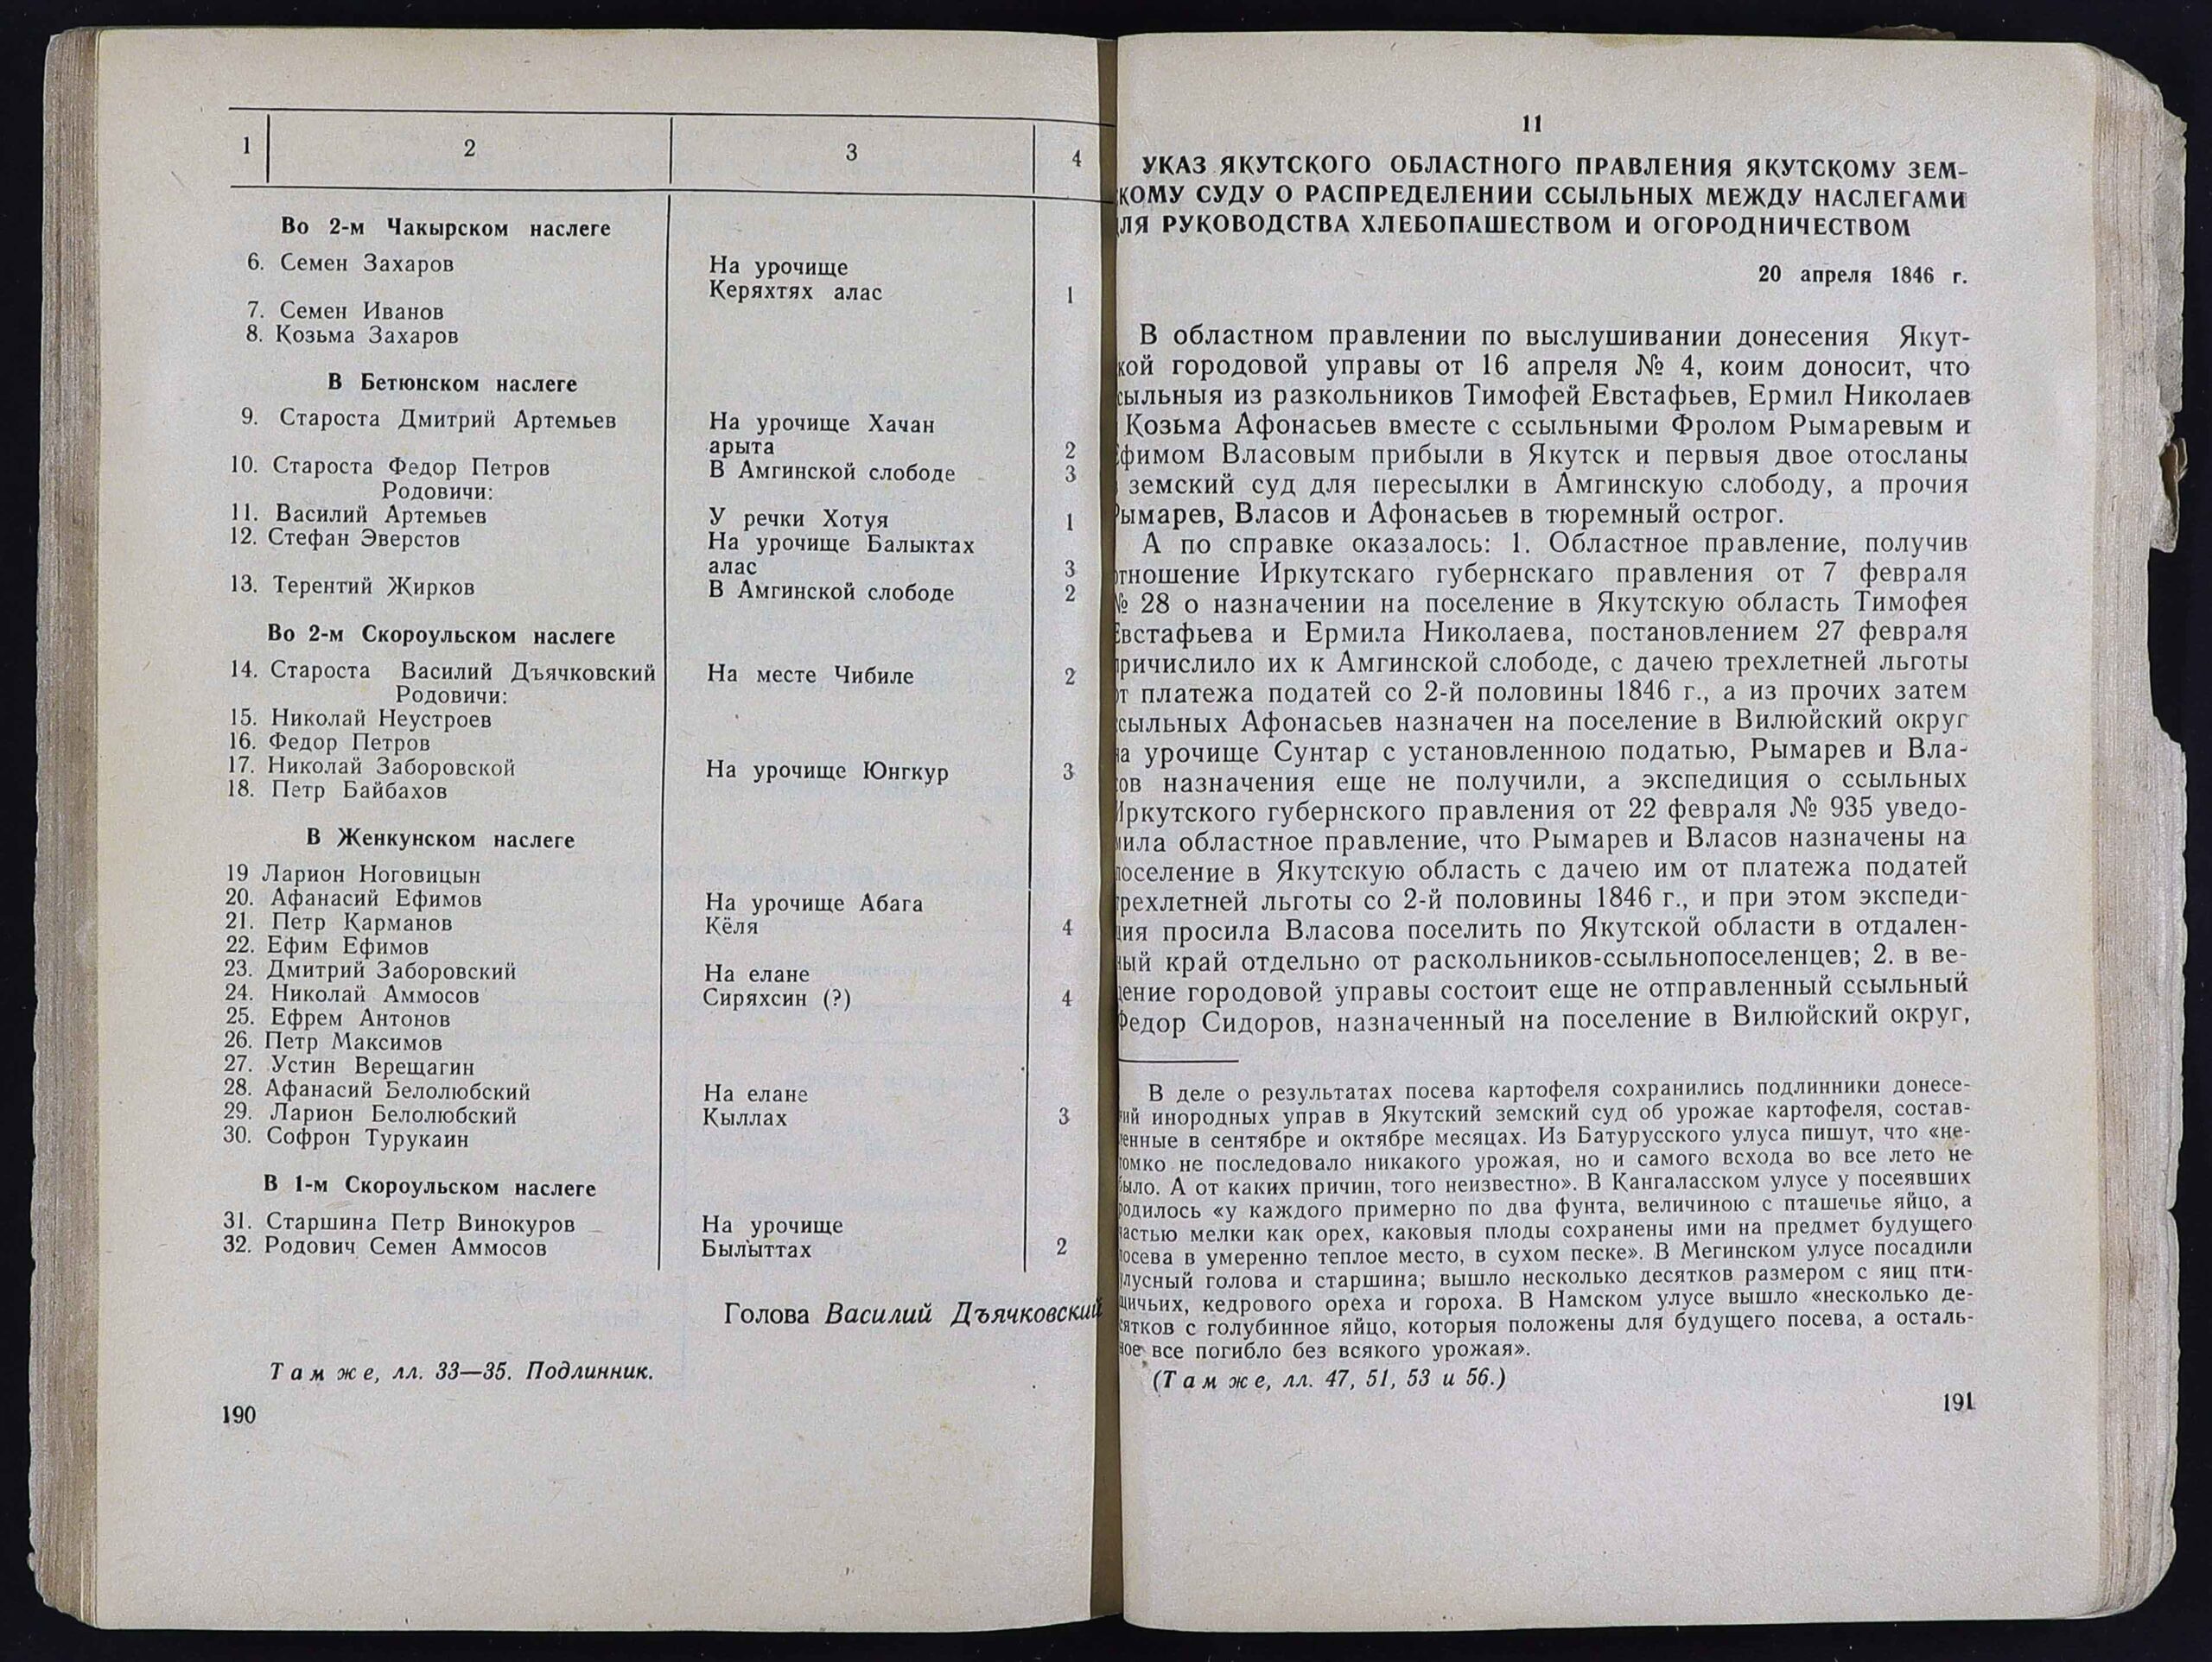 1 2 3 4
Во 2-м Чакырском наслеге
6. Семен Захаров На урочище
Керяхтях алас 1
7. Семен Иванов
8. Козьма Захаров
В Бетюнском наслеге
9. Староста Дмитрий Артемьев На урочище Хачан
арыта 2
10. Староста Федор Петров В Амгинской слободе 3
Родовичи:
11. Василий Артемьев У речки Хотуя 1
12. Стефан Эверстов На урочище Балыктах
алас 3
13. Терентий Жирков В Амгинской слободе 2
Во 2-м Скороульском наслеге
14. Староста Василий Дъячковский На месте Чибиле 2
Родовичи:
15. Николай Неустроев
16. Федор Петров
17. Николай Заборовской На урочище Юнгкур 3
18. Петр Байбахов
В Женкунском наслеге
19 Ларион Ноговицын
20. Афанасий Ефимов На урочище Абага
21. Петр Карманов Кёля 4
22. Ефим Ефимов
23. Дмитрий Заборовский На елане
24. Николай Аммосов Сиряхсин (?) 4
25. Ефрем Антонов
26. Петр Максимов
27. Устин Верещагин
28. Афанасий Белолюбский На елане
29. Ларион Белолюбский Кыллах 3
30. Софрон Турукаин
В 1-м Скороульском наслеге
31. Старшина Петр Винокуров На урочище
32. Родович Семен Аммосов Былыттах 2
Голова Василий Дъячковский
Там же, лл. 33—35. Подлинник.
190
11
УКАЗ ЯКУТСКОГО ОБЛАСТНОГО ПРАВЛЕНИЯ ЯКУТСКОМУ ЗЕМ-
КОМУ СУДУ О РАСПРЕДЕЛЕНИИ ССЫЛЬНЫХ МЕЖДУ НАСЛЕГАМИ
ЛЯ РУКОВОДСТВА ХЛЕБОПАШЕСТВОМ И ОГОРОДНИЧЕСТВОМ
20 апреля 1846 г.
В областном правлении по выслушивании донесения Якут-
кой городовой управы от 16 апреля № 4, коим доносит, что
сыльныя из разкольников Тимофей Евстафьев, Ермил Николаев
Козьма Афонасьев вместе с ссыльными Фролом Рымаревым и
Ефимом Власовым прибыли в Якутск и первыя двое отосланы
земский суд для пересылки в Амгинскую слободу, а прочия
Рымарев, Власов и Афонасьев в тюремный острог.
А по справке оказалось: 1. Областное правление, получив
отношение Иркутскаго губернскаго правления от 7 февраля
№ 28 о назначении на поселение в Якутскую область Тимофея
Евстафьева и Ермила Николаева, постановлением 27 февраля
причислило их к Амгинской слободе, с дачею трехлетней льготы
от платежа податей со 2-й половины 1846 г., а из прочих затем
ссыльных Афонасьев назначен на поселение в Вилюйский округ
на урочище Сунтар с установленною податью, Рымарев и Вла-
сов назначения еще не получили, а экспедиция о ссыльных
Иркутского губернского правления от 22 февраля № 935 уведо-
мила областное правление, что Рымарев и Власов назначены на
поселение в Якутскую область с дачею им от платежа податей
трехлетней льготы со 2-й половины 1846 г., и при этом экспеди-
ция просила Власова поселить по Якутской области в отдален-
ный край отдельно от раскольников-ссыльнопоселенцев; 2. в ве-
дение городовой управы состоит еще не отправленный ссыльный
Федор Сидоров, назначенный на поселение в Вилюйский округ,
В деле о результатах посева картофеля сохранились подлинники донесе-
ний инородных управ в Якутский земский суд об урожае картофеля, состав-
ленные в сентябре и октябре месяцах. Из Батурусского улуса пишут, что «не-
томко не последовало никакого урожая, но и самого всхода во все лето не
было. А от каких причин, того неизвестно». В Кангаласском улусе у посеявших
родилось «у каждого примерно по два фунта, величиною с пташечье яйцо, а
частью мелки как орех, каковыя плоды сохранены ими на предмет будущего
посева в умеренно теплое место, в сухом песке». В Мегинском улусе посадили
улусный голова и старшина; вышло несколько десятков размером с яиц пти-
щичьих, кедрового ореха и гороха. В Намском улусе вышло «несколько де-
сятков с голубинное яйцо, которыя положены для будущего посева, а осталь-
ное все погибло без всякого урожая».
(Там же, лл. 47, 51, 53 и 56.)
191